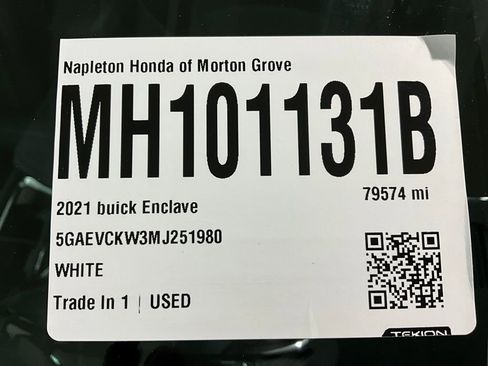 Napleton Honda of Morton Grove
MH101131B
79574 mi
2021 buick Enclave
5GAEVCKW3MJ251980
WHITE
Trade In 1 | USED
TEKION